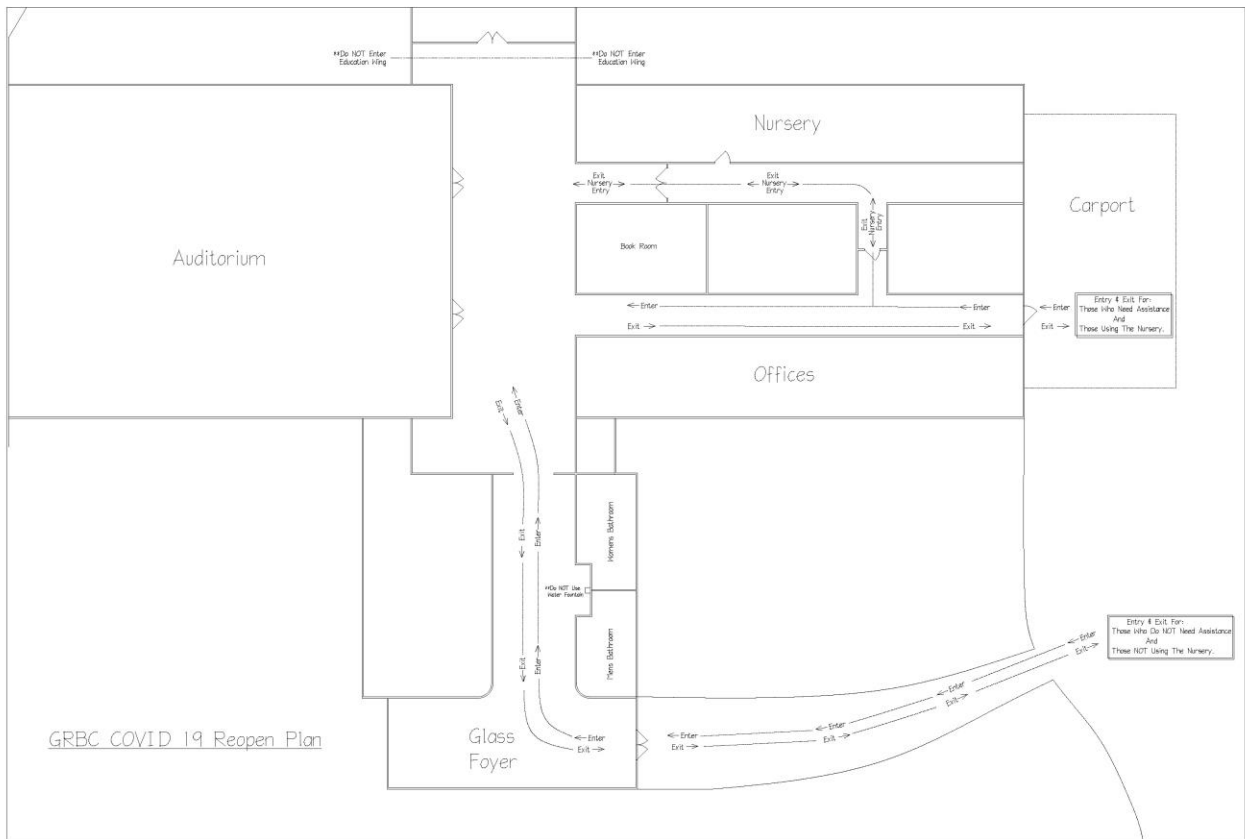 **Do NOT Enter
Education Wing
**Do NOT Enter
Education Wing
Nursery
Exit
Nursery
Entry
Exit
Nursery
Entry
Carport
Exit
Nursery
Entry
Book Room
Auditorium
Enter
Enter
Enter
Entry & Exit For:
Those Who Need Assistance
And
Those Using The Nursery.
Exit
Exit
Exit
Offices
Enter
Exit
Womens Bathroom
Exit
Enter
**Do NOT Use
Water Fountain
Mens Bathroom
Exit
Enter
Entry & Exit For:
Those Who Do NOT Need Assistance
And
Those NOT Using The Nursery.
Enter
Exit
Enter
Exit
Enter
Exit
Enter
Exit
Enter
Exit
Glass
Foyer
GRBC COVID 19 Reopen Plan